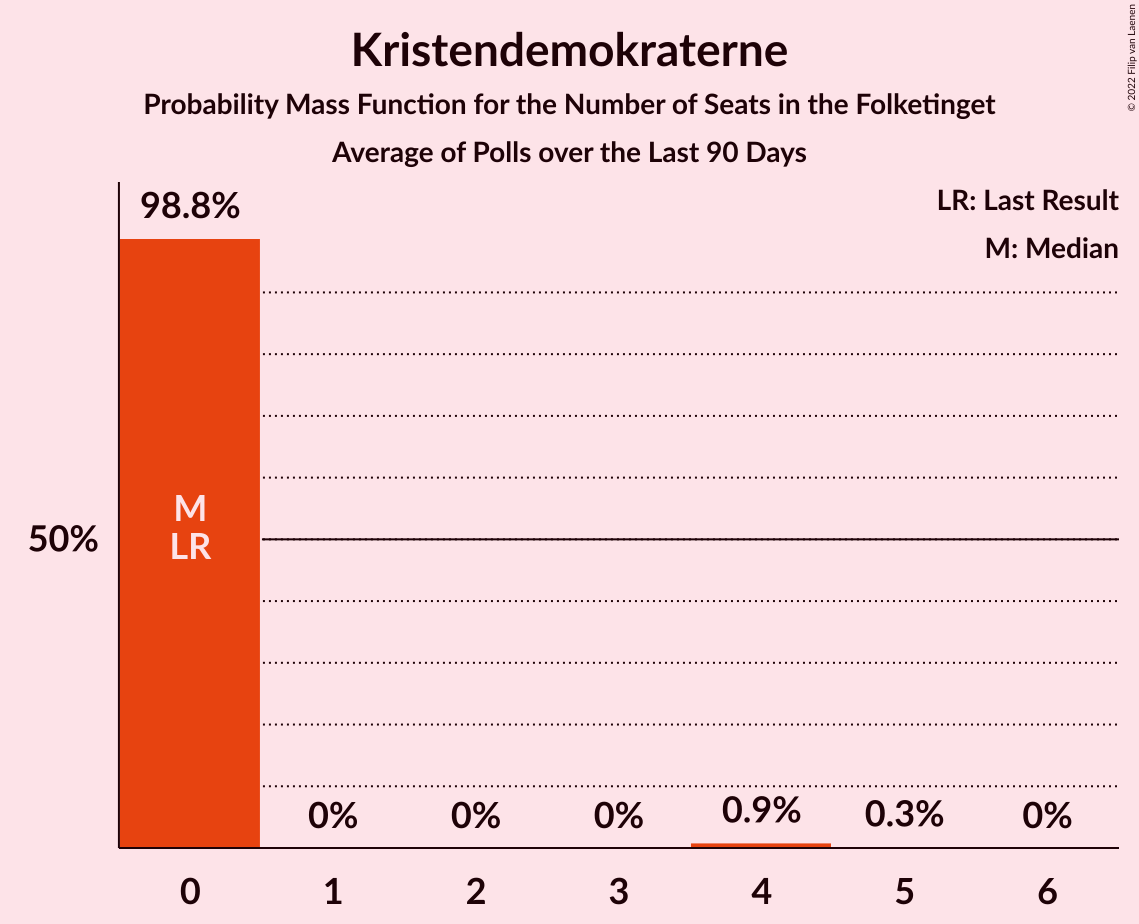 Kristendemokraterne
Probability Mass Function for the Number of Seats in the Folketinget
Average of Polls over the Last 90 Days
© 2022 Filip van Laenen
LR: Last Result
M: Median
98.8%
M
LR
50%
0%
0%
0%
0.9%
0.3%
0%
0
1
2
3
4
5
6